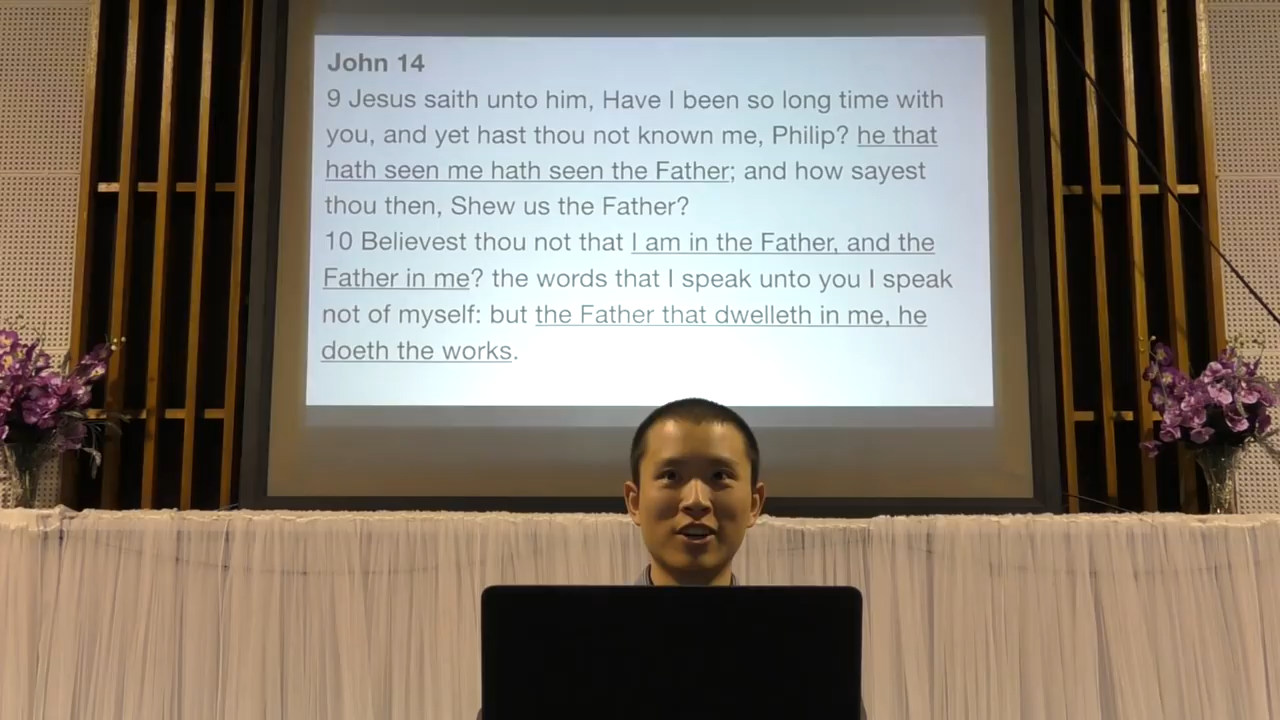 John 14
9 Jesus saith unto him, Have I been so long time with
you, and yet hast thou not known me, Philip? he that
hath seen me hath seen the Father; and how sayest
thou then, Shew us the Father?
10 Believest thou not that I am in the Father, and the
Father in me? the words that I speak unto you I speak
not of myself: but the Father that dwelleth in me, he
doeth the works.